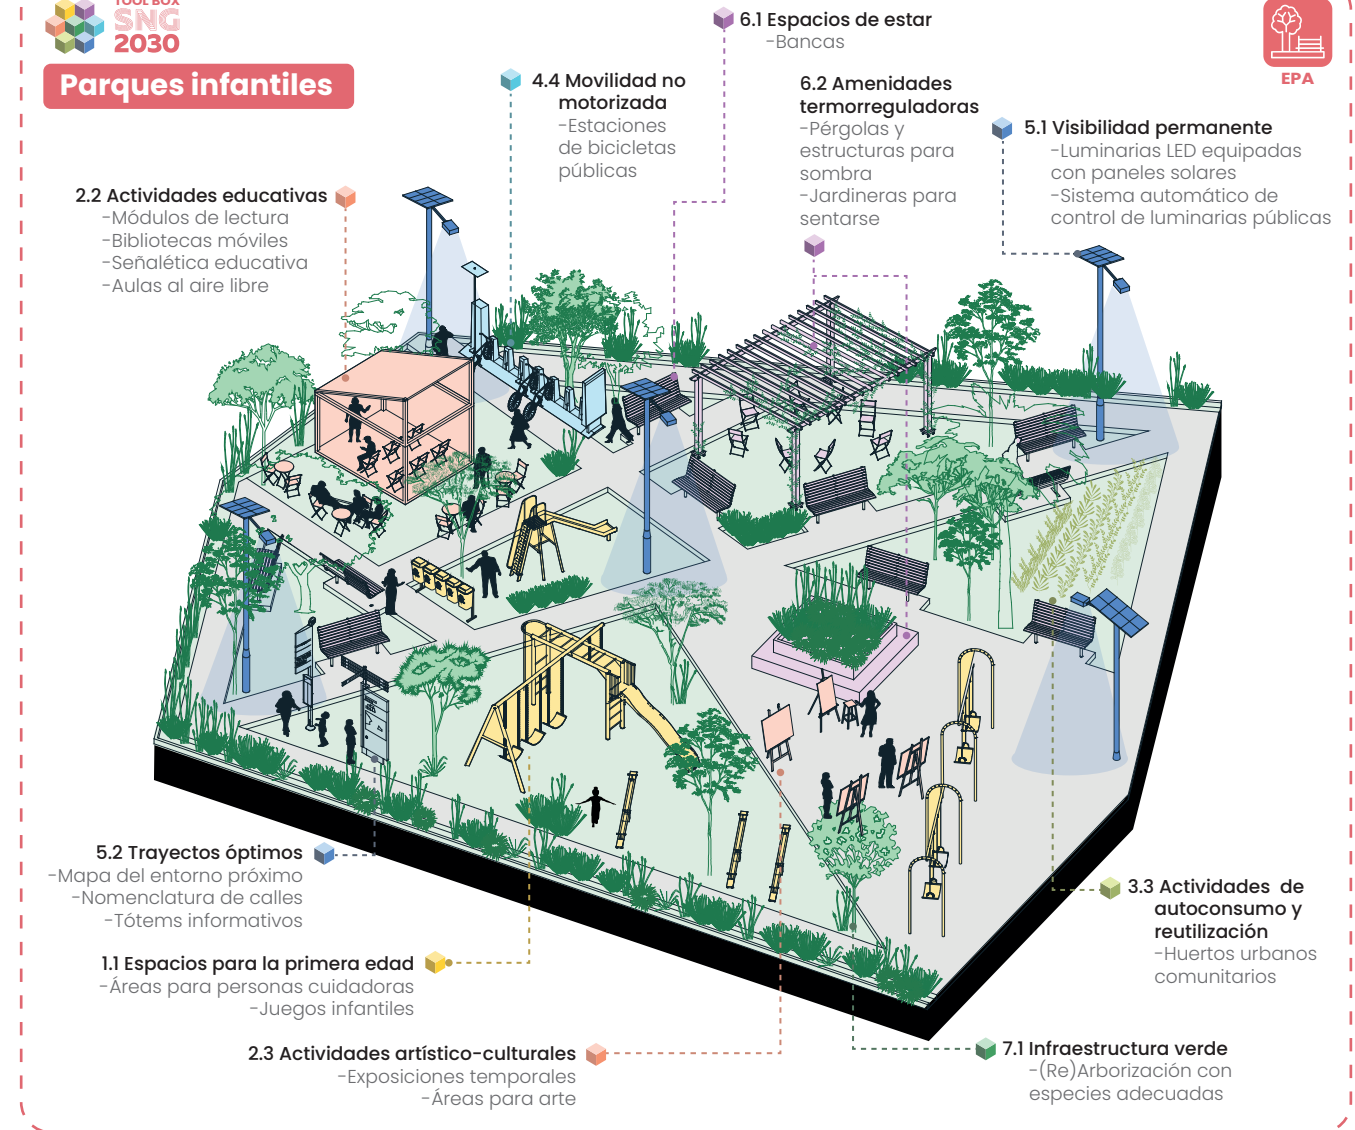 TOOL BOX
SNG
2030
Parques infantiles
EPA
6.1 Espacios de estar
-Bancas
4.4 Movilidad no
motorizada
-Estaciones
de bicicletas
públicas
6.2 Amenidades
termorreguladoras
-Pérgolas y
estructuras para
sombra
-Jardineras para
sentarse
5.1 Visibilidad permanente
-Luminarias LED equipadas
con paneles solares
-Sistema automático de
control de luminarias públicas
2.2 Actividades educativas
-Módulos de lectura
-Bibliotecas móviles
-Señalética educativa
-Aulas al aire libre
5.2 Trayectos óptimos
-Mapa del entorno próximo
-Nomenclatura de calles
-Tótems informativos
1.1 Espacios para la primera edad
-Áreas para personas cuidadoras
-Juegos infantiles
2.3 Actividades artístico-culturales
-Exposiciones temporales
-Áreas para arte
3.3 Actividades de
autoconsumo y
reutilización
-Huertos urbanos
comunitarios
7.1 Infraestructura verde
-(Re)Arborización con
especies adecuadas